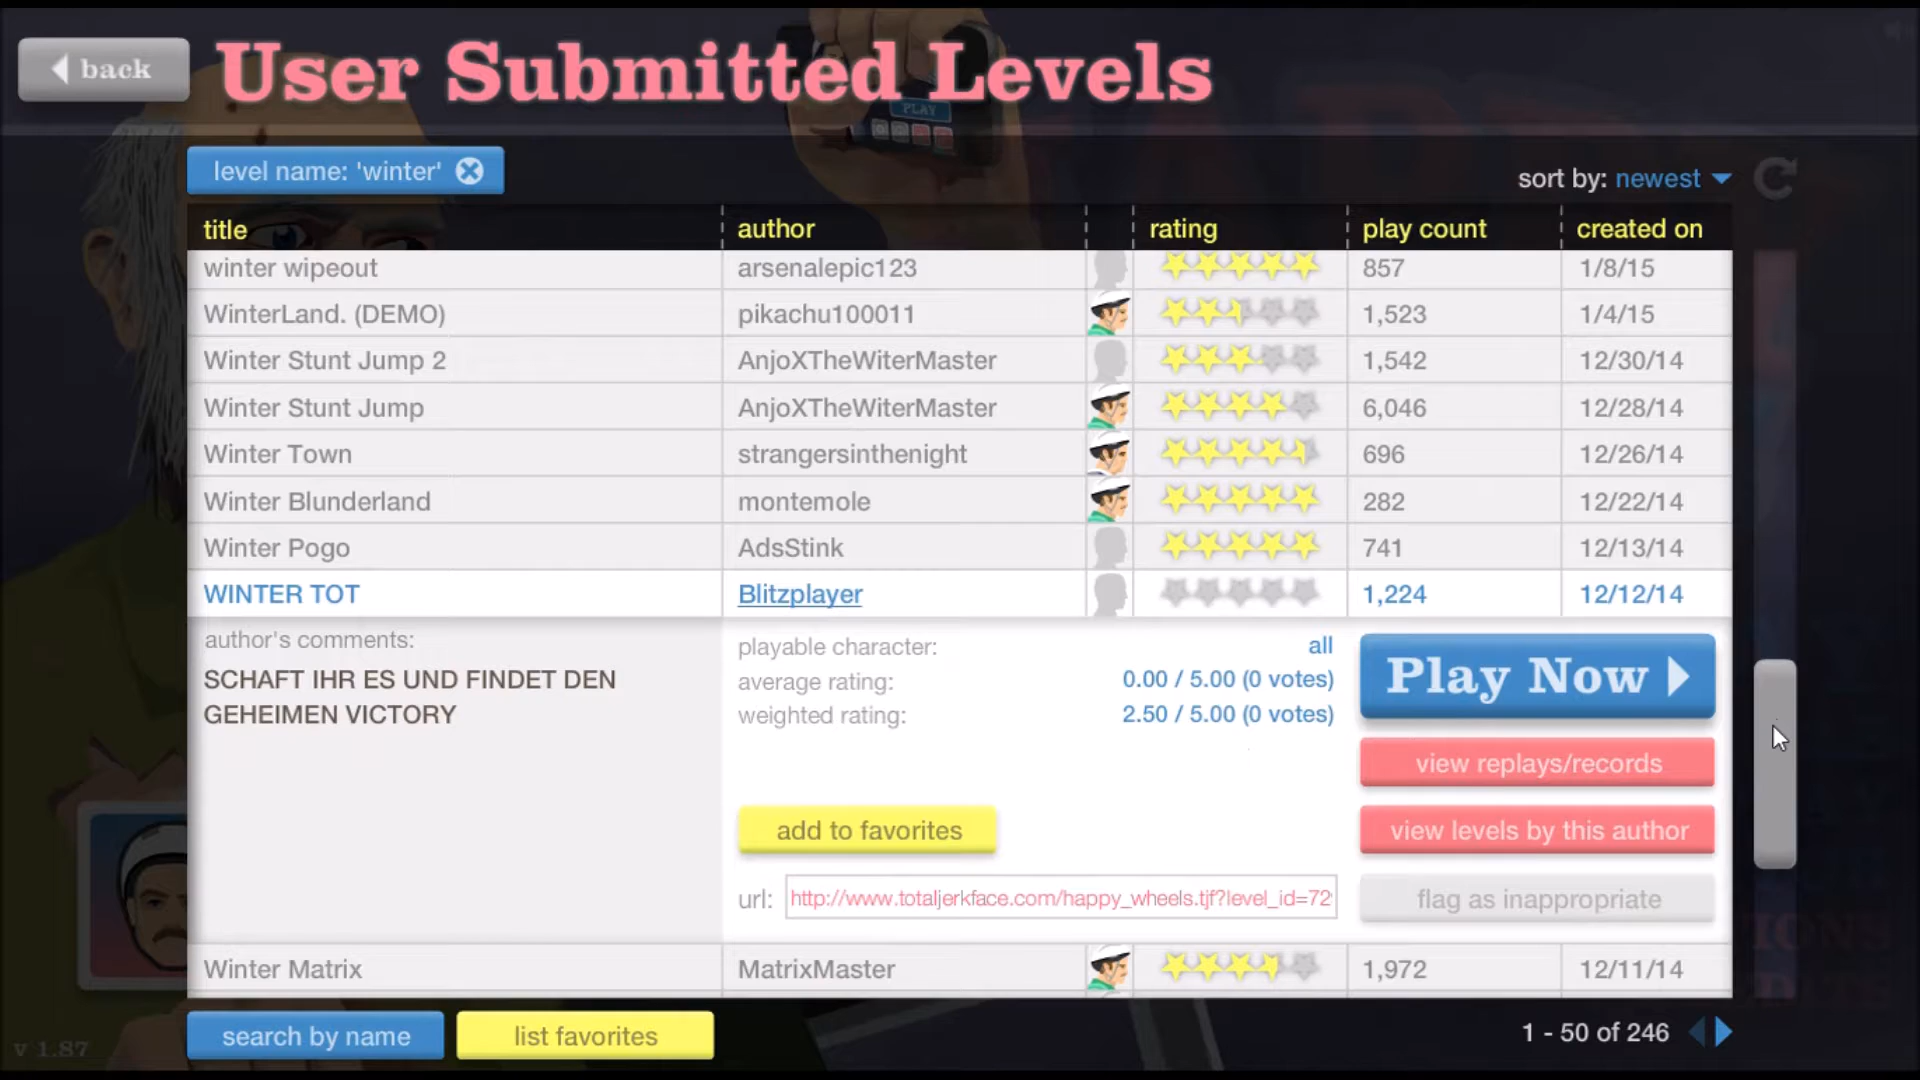 back
User Submitted Levels
PLAY
level name: 'winter'
sort by: newest
title author rating play count created on
winter wipeout arsenalepic123 857 1/8/15
WinterLand. (DEMO) pikachu100011 1,523 1/4/15
Winter Stunt Jump 2 AnjoXTheWiterMaster 1,542 12/30/14
Winter Stunt Jump AnjoXTheWiterMaster 6,046 12/28/14
Winter Town strangersinthenight 696 12/26/14
Winter Blunderland montemole 282 12/22/14
Winter Pogo AdsStink 741 12/13/14
WINTER TOT Blitzplayer 1,224 12/12/14
author's comments:
SCHAFT IHR ES UND FINDET DEN
GEHEIMEN VICTORY
playable character: all
average rating: 0.00 / 5.00 (0 votes)
weighted rating: 2.50 / 5.00 (0 votes)
Play Now
view replays/records
add to favorites
view levels by this author
url: http://www.totaljerkface.com/happy_wheels.tjf?level_id=72
flag as inappropriate
Winter Matrix MatrixMaster 1,972 12/11/14
search by name
list favorites
1 - 50 of 246
v 1.87